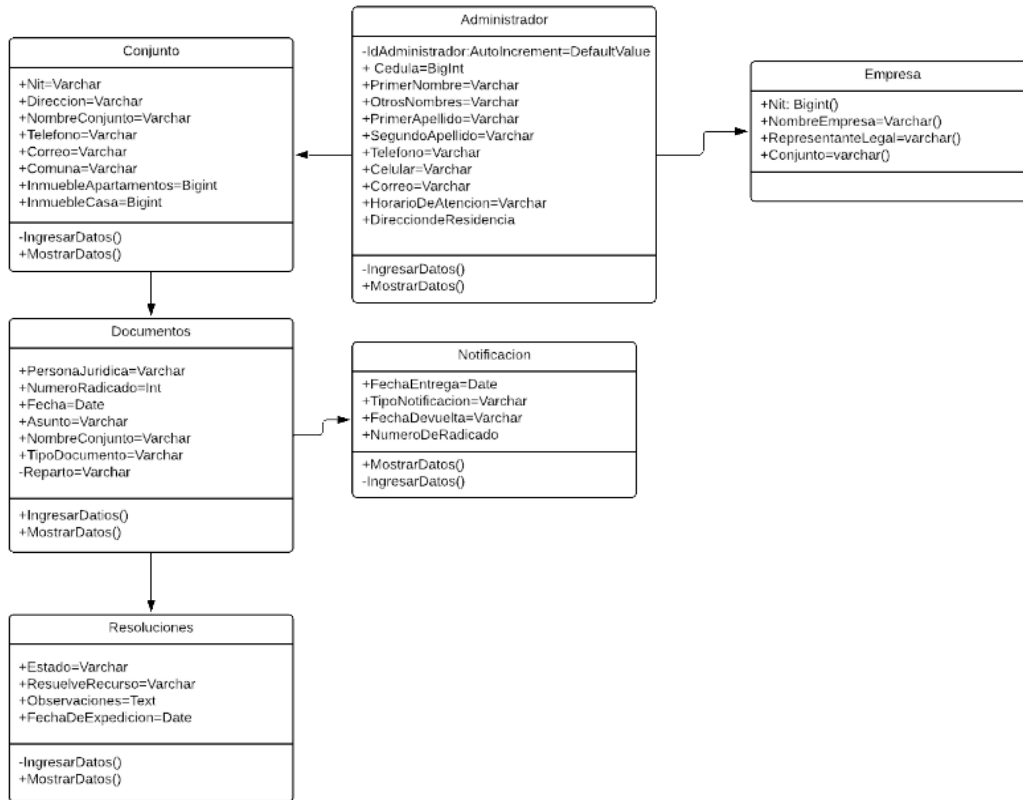 Conjunto
+Nit=Varchar
+Direccion=Varchar
+NombreConjunto=Varchar
+Telefono=Varchar
+Correo=Varchar
+Comuna=Varchar
+InmuebleApartamentos=Bigint
+InmuebleCasa=Bigint
-IngresarDatos()
+MostrarDatos()
Administrador
-IdAdministrador:AutoIncrement=DefaultValue
+ Cedula=BigInt
+PrimerNombre=Varchar
+OtrosNombres=Varchar
+PrimerApellido=Varchar
+SegundoApellido=Varchar
+Telefono=Varchar
+Celular=Varchar
+Correo=Varchar
+HorarioDeAtencion=Varchar
+DirecciondeResidencia
-IngresarDatos()
+MostrarDatos()
Empresa
+Nit: Bigint()
+NombreEmpresa=Varchar()
+RepresentanteLegal=varchar()
+Conjunto=varchar()
Documentos
+PersonaJuridica=Varchar
+NumeroRadicado=Int
+Fecha=Date
+Asunto=Varchar
+NombreConjunto=Varchar
+TipoDocumento=Varchar
-Reparto=Varchar
+IngresarDatios()
+MostrarDatos()
Notificacion
+FechaEntrega=Date
+TipoNotificacion=Varchar
+FechaDevuelta=Varchar
+NumeroDeRadicado
+MostrarDatos()
-IngresarDatos()
Resoluciones
+Estado=Varchar
+ResuelveRecurso=Varchar
+Observaciones=Text
+FechaDeExpedicion=Date
-IngresarDatos()
+MostrarDatos()